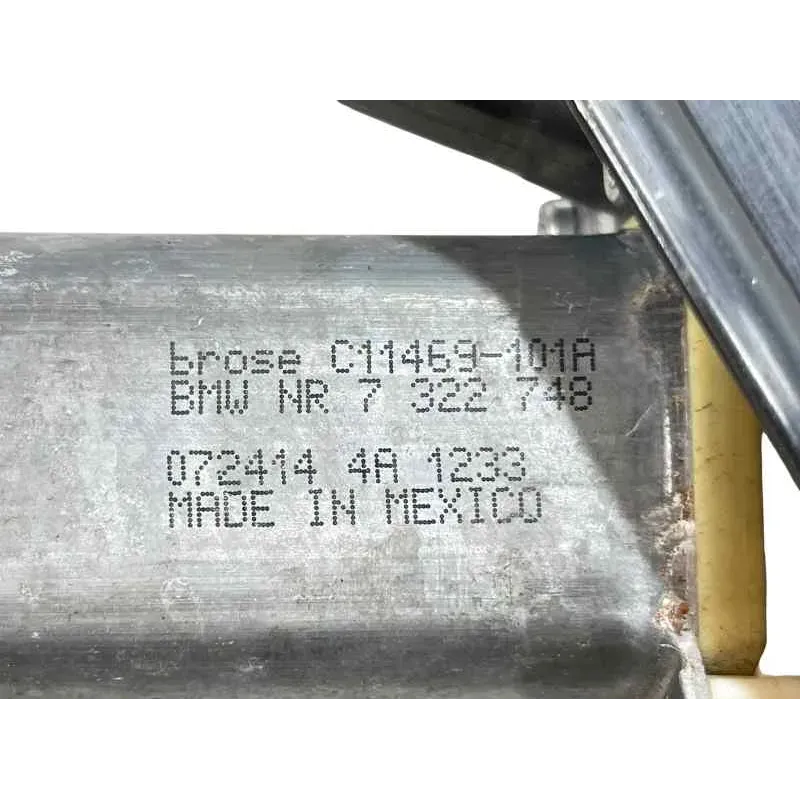 brose C11469-101A
BMW NR 7 322 748
072414 4A 1233
MADE IN MEXICO